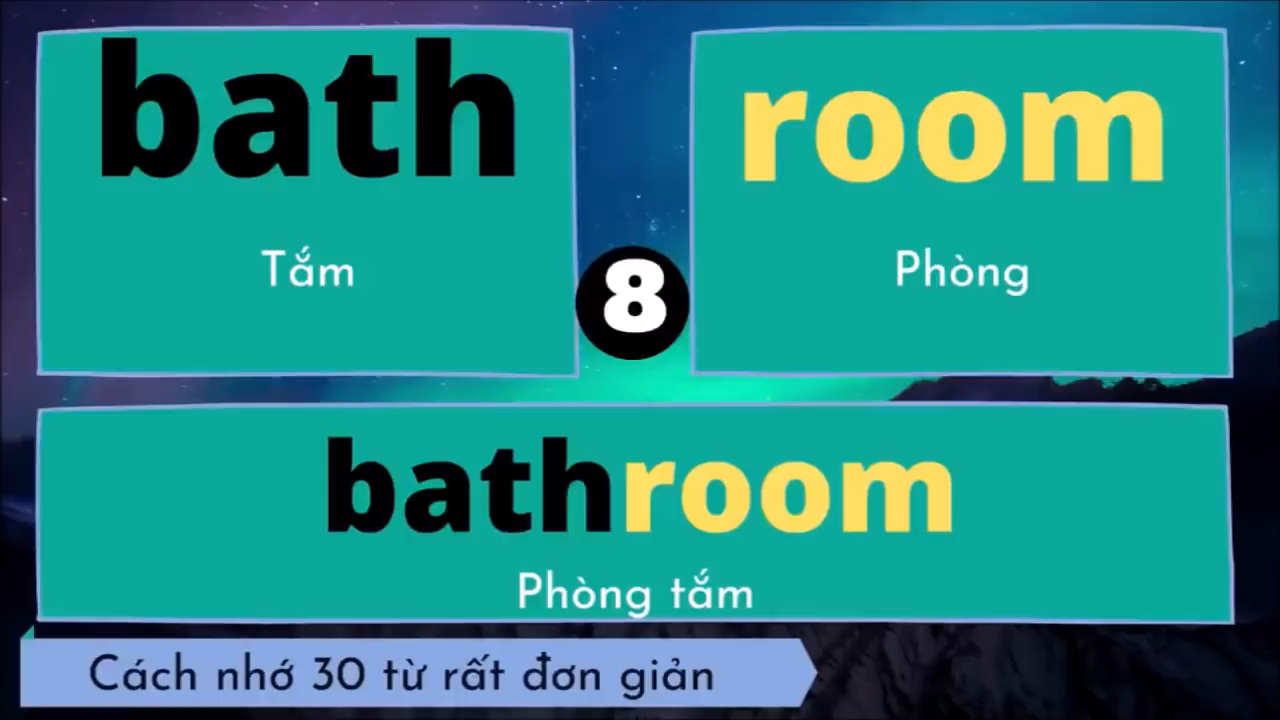 bath
Tắm
room
Phòng
8
bathroom
Phòng tắm
Cách nhớ 30 từ rất đơn giản